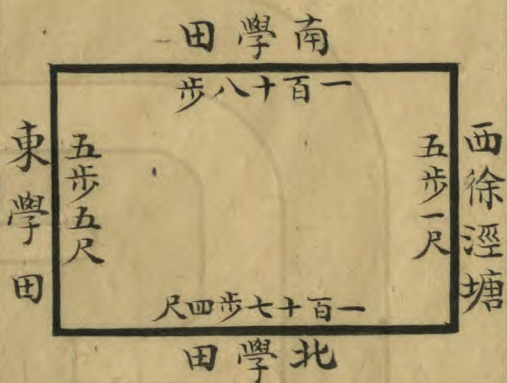 南學田
一百十八步
西徐涇塘
五步一尺
五步五尺
東學田
一百十七步四尺
北學田